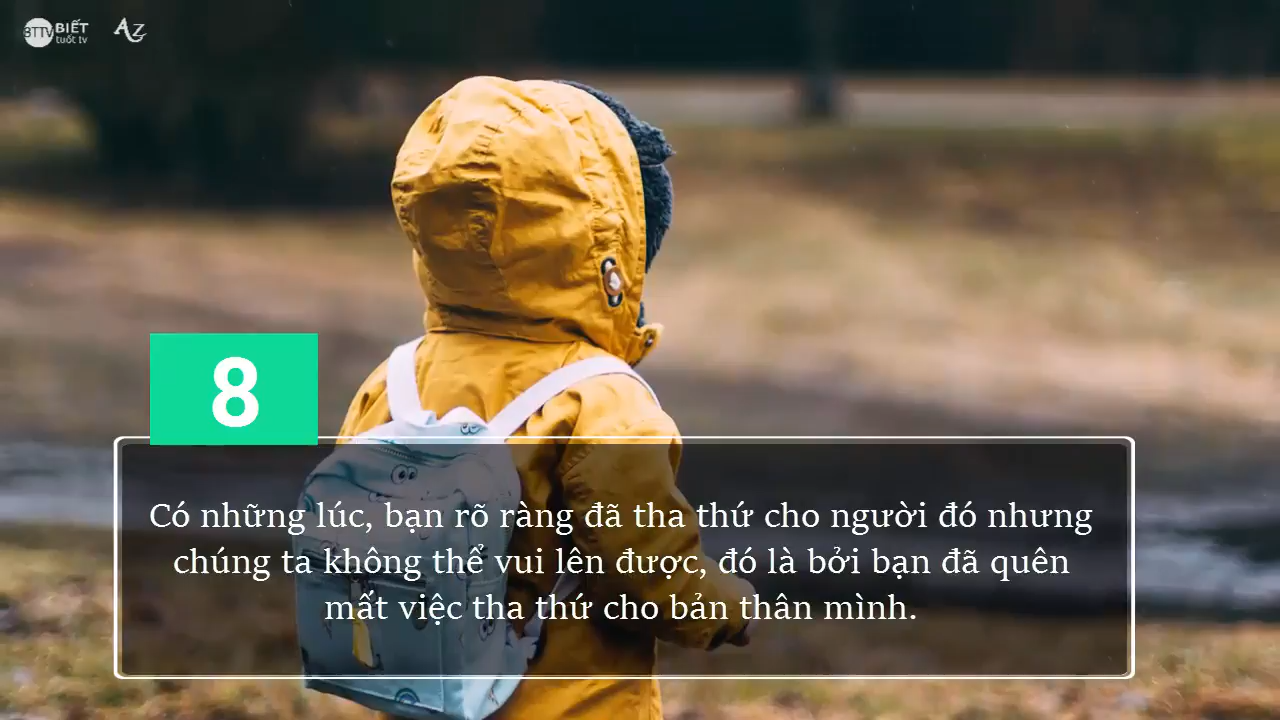 BTTV BIẾT
tuốt tv
AZ
8
Có những lúc, bạn rõ ràng đã tha thứ cho người đó nhưng
chúng ta không thể vui lên được, đó là bởi bạn đã quên
mất việc tha thứ cho bản thân mình.